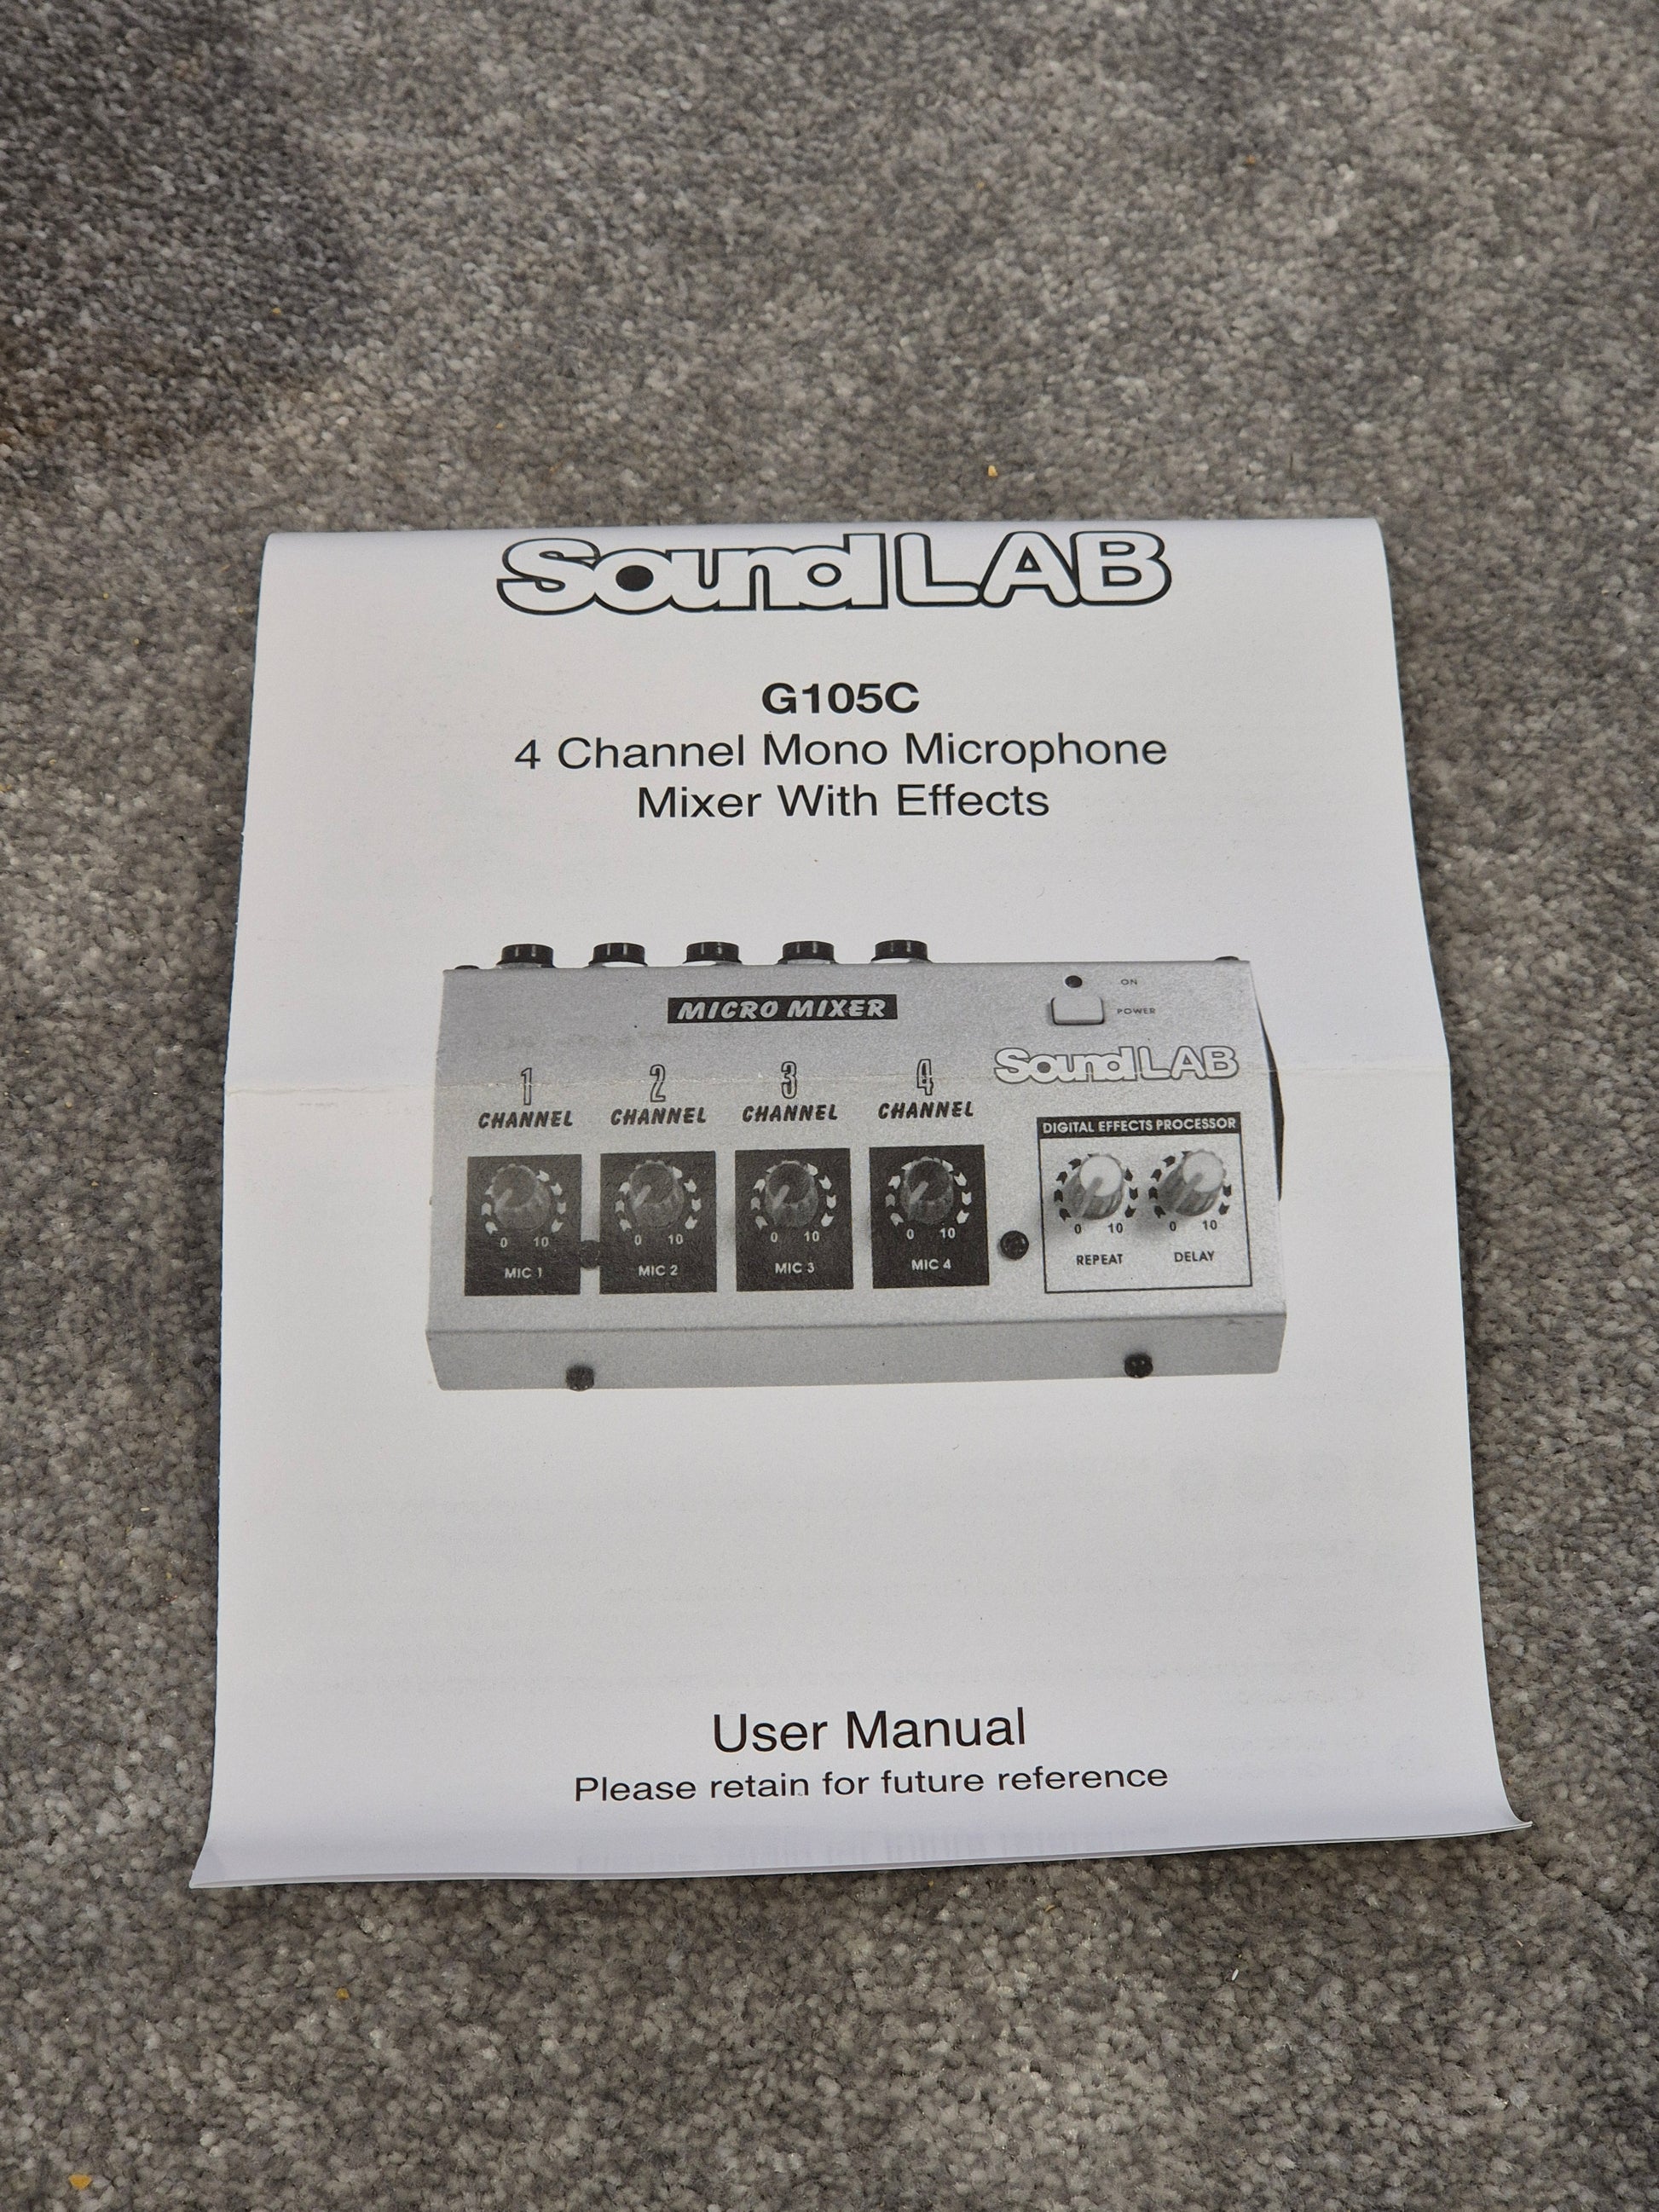 SoundLAB
G105C
4 Channel Mono Microphone
Mixer With Effects
MICRO MIXER
ON
POWER
SoundLAB
1 2 3 4
CHANNEL CHANNEL CHANNEL CHANNEL
DIGITAL EFFECTS PROCESSOR
0 10 0 10 0 10 0 10 0 10 0 10
MIC 1 MIC 2 MIC 3 MIC 4 REPEAT DELAY
User Manual
Please retain for future reference